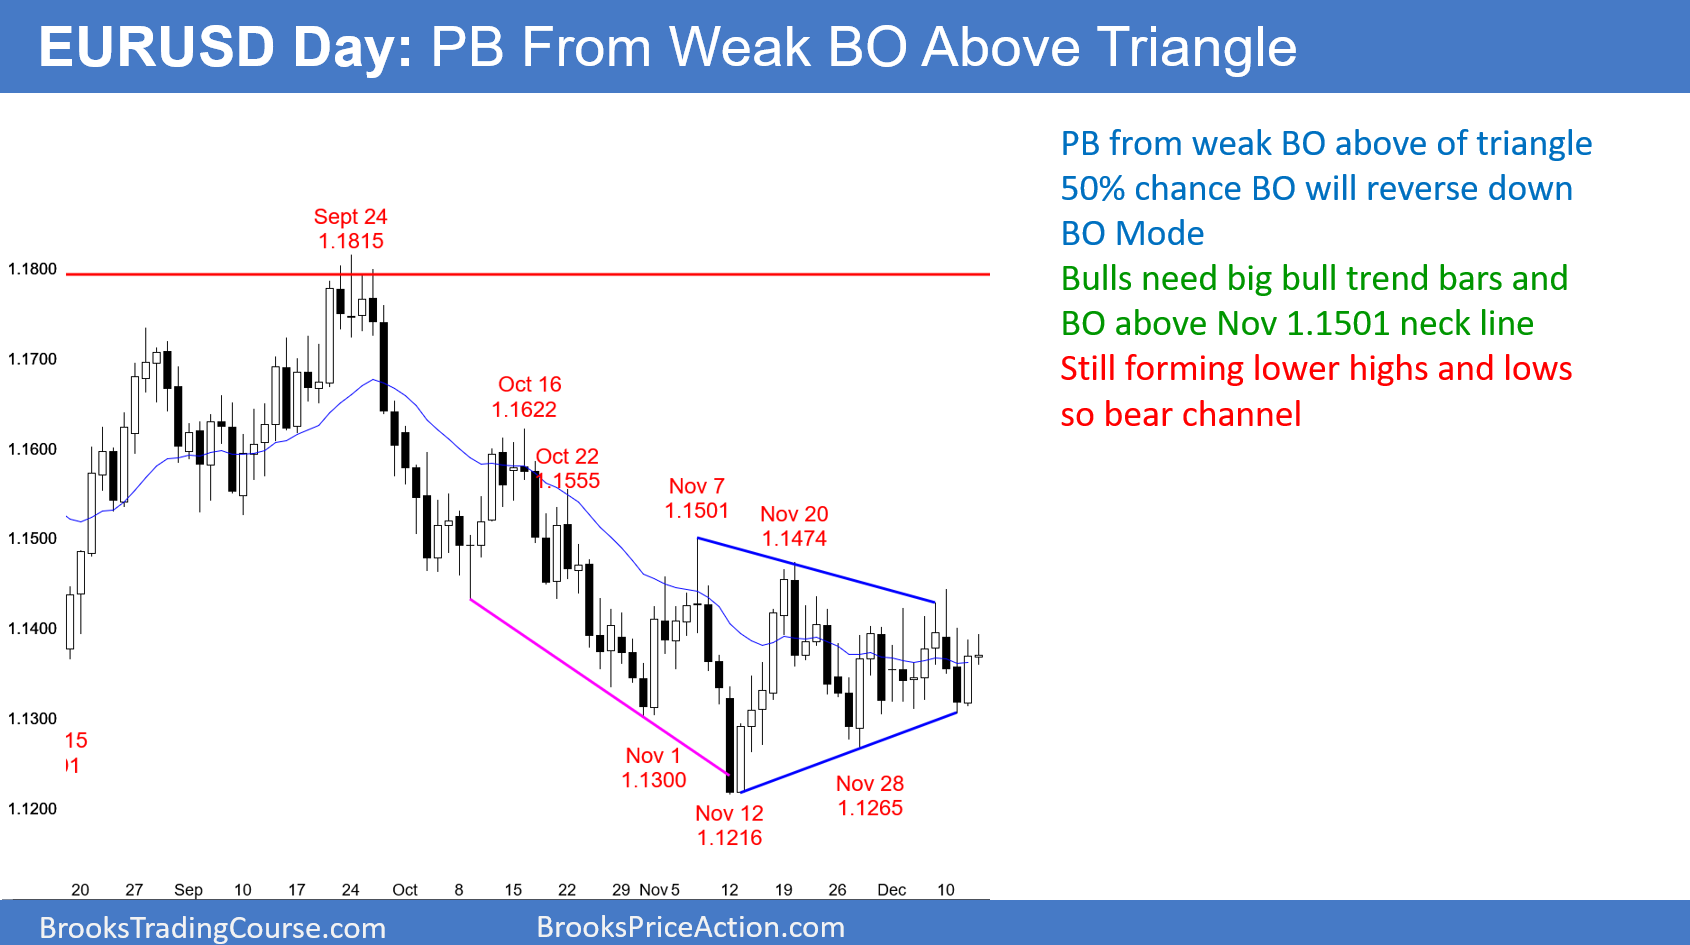 EURUSD Day: PB From Weak BO Above Triangle
PB from weak BO above of triangle
50% chance BO will reverse down
BO Mode
Bulls need big bull trend bars and
BO above Nov 1.1501 neck line
Still forming lower highs and lows
so bear channel
Sept 24
1.1815
Oct 16
1.1622
Oct 22
1.1555
Nov 7
1.1501
Nov 20
1.1474
Nov 1
1.1300
Nov 12
1.1216
Nov 28
1.1265
15
1.1800
1.1700
1.1600
1.1500
1.1400
1.1300
1.1200
20 27 Sep 10 17 24 Oct 8 15 22 29 Nov 5 12 19 26 Dec 10
BrooksTradingCourse.com
BrooksPriceAction.com